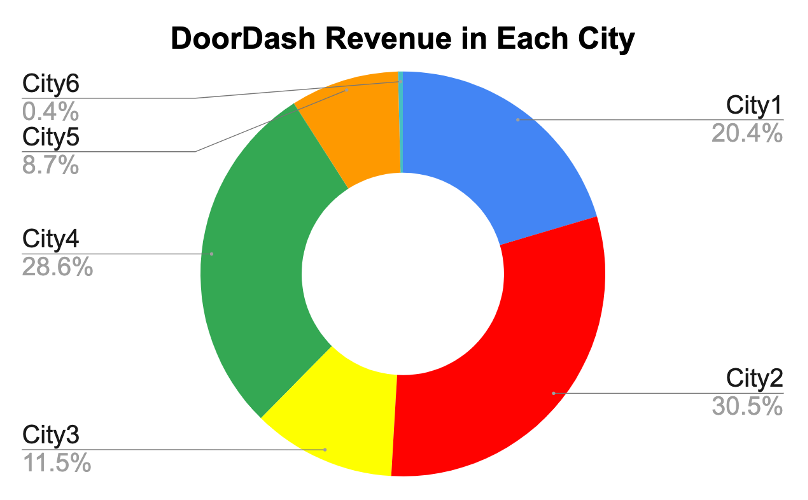 DoorDash Revenue in Each City
City6
0.4%
City5
8.7%
City4
28.6%
City3
11.5%
City1
20.4%
City2
30.5%